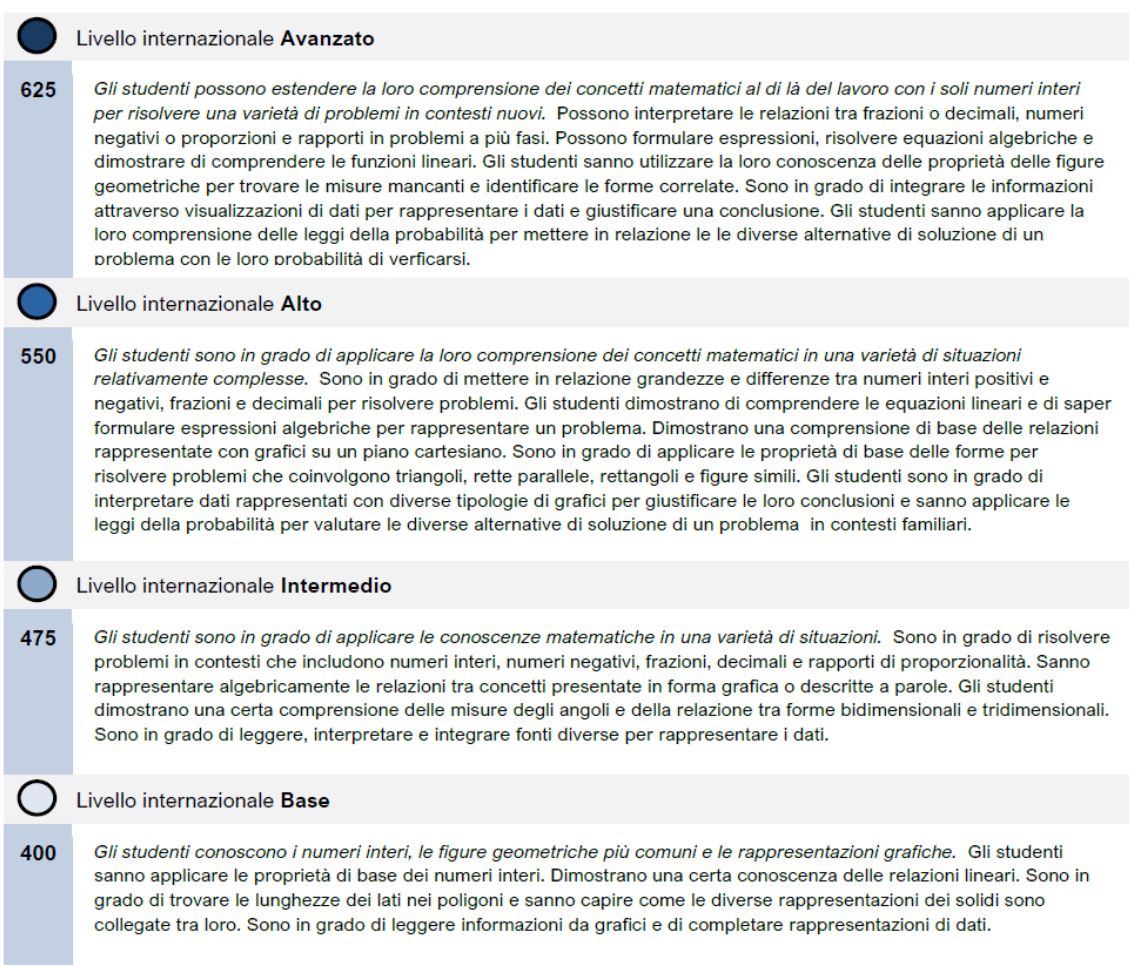 Livello internazionale Avanzato
625
Gli studenti possono estendere la loro comprensione dei concetti matematici al di là del lavoro con i soli numeri interi
per risolvere una varietà di problemi in contesti nuovi. Possono interpretare le relazioni tra frazioni o decimali, numeri
negativi o proporzioni e rapporti in problemi a più fasi. Possono formulare espressioni, risolvere equazioni algebriche e
dimostrare di comprendere le funzioni lineari. Gli studenti sanno utilizzare la loro conoscenza delle proprietà delle figure
geometriche per trovare le misure mancanti e identificare le forme correlate. Sono in grado di integrare le informazioni
attraverso visualizzazioni di dati per rappresentare i dati e giustificare una conclusione. Gli studenti sanno applicare la
loro comprensione delle leggi della probabilità per mettere in relazione le le diverse alternative di soluzione di un
problema con le loro probabilità di verficarsi.
Livello internazionale Alto
550
Gli studenti sono in grado di applicare la loro comprensione dei concetti matematici in una varietà di situazioni
relativamente complesse. Sono in grado di mettere in relazione grandezze e differenze tra numeri interi positivi e
negativi, frazioni e decimali per risolvere problemi. Gli studenti dimostrano di comprendere le equazioni lineari e di saper
formulare espressioni algebriche per rappresentare un problema. Dimostrano una comprensione di base delle relazioni
rappresentate con grafici su un piano cartesiano. Sono in grado di applicare le proprietà di base delle forme per
risolvere problemi che coinvolgono triangoli, rette parallele, rettangoli e figure simili. Gli studenti sono in grado di
interpretare dati rappresentati con diverse tipologie di grafici per giustificare le loro conclusioni e sanno applicare le
leggi della probabilità per valutare le diverse alternative di soluzione di un problema in contesti familiari.
Livello internazionale Intermedio
475
Gli studenti sono in grado di applicare le conoscenze matematiche in una varietà di situazioni. Sono in grado di risolvere
problemi in contesti che includono numeri interi, numeri negativi, frazioni, decimali e rapporti di proporzionalità. Sanno
rappresentare algebricamente le relazioni tra concetti presentate in forma grafica o descritte a parole. Gli studenti
dimostrano una certa comprensione delle misure degli angoli e della relazione tra forme bidimensionali e tridimensionali.
Sono in grado di leggere, interpretare e integrare fonti diverse per rappresentare i dati.
Livello internazionale Base
400
Gli studenti conoscono i numeri interi, le figure geometriche più comuni e le rappresentazioni grafiche. Gli studenti
sanno applicare le proprietà di base dei numeri interi. Dimostrano una certa conoscenza delle relazioni lineari. Sono in
grado di trovare le lunghezze dei lati nei poligoni e sanno capire come le diverse rappresentazioni dei solidi sono
collegate tra loro. Sono in grado di leggere informazioni da grafici e di completare rappresentazioni di dati.